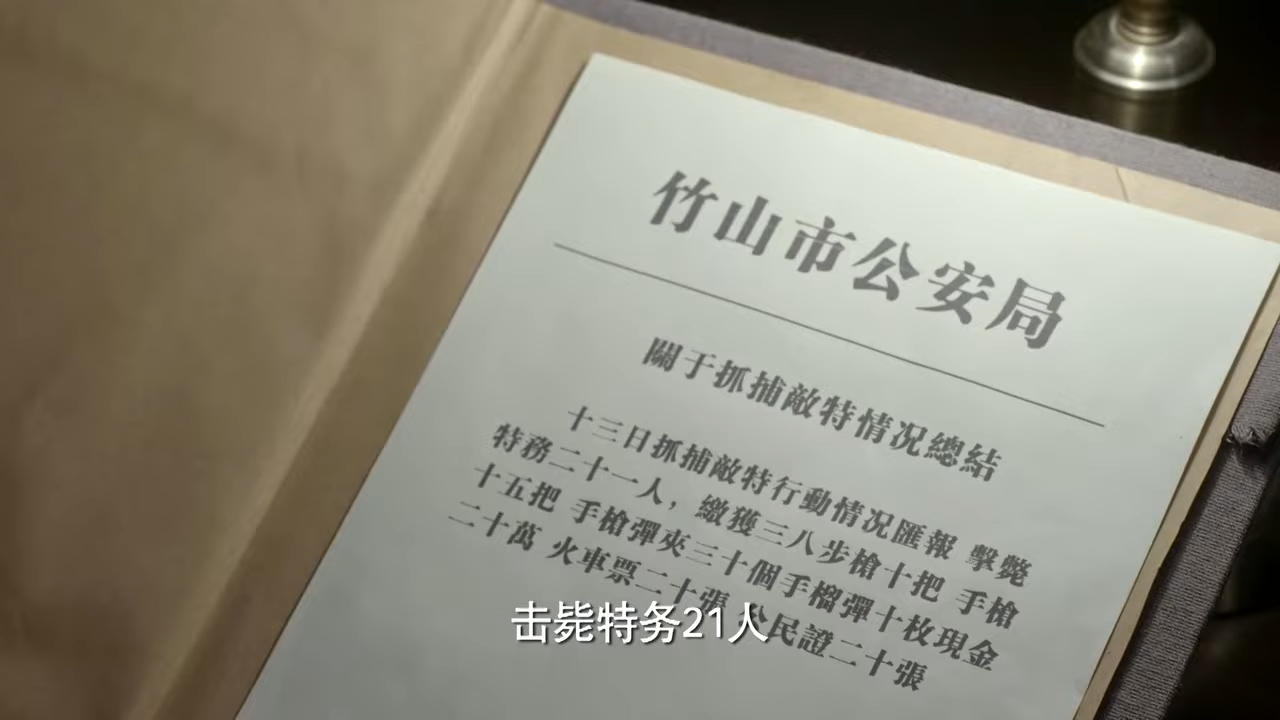 竹山市公安局
關于抓捕敵特情况總結
十三日抓捕敵特行動情况匯報 擊斃
特務二十一人，繳獲三八步槍十把 手槍
十五把 手槍彈夾三十個手榴彈十枚現金
二十萬 火車票二十張 公民證二十張
击毙特务21人